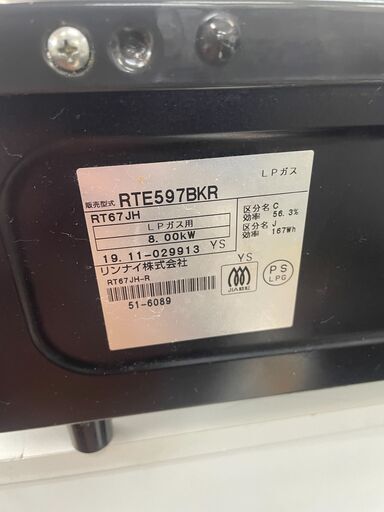 LPガス
販売型式 RTE597BKR
RT67JH
LPガス用
8.00kW
区分名 C
効率 56.3%
区分名 J
効率 167Wh
19.11-029913 YS
リンナイ株式会社
YS
RT67JH-R
51-6089
JIA認証
PS
LPG